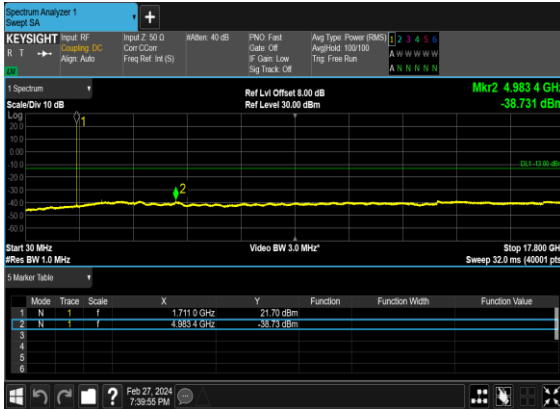 Spectrum Analyzer 1
Swept SA
+
KEYSIGHT
R T
LV
Input: RF
Coupling: DC
Align: Auto
Input Z: 50 Ω
Corr CCorr
Freq Ref: Int (S)
#Atten: 40 dB
PNO: Fast
Gate: Off
IF Gain: Low
Sig Track: Off
Avg Type: Power (RMS)
Avg|Hold: 100/100
Trig: Free Run
1 2 3 4 5 6
A W W W W W
A N N N N N
1 Spectrum
Scale/Div 10 dB
Ref Lvl Offset 8.00 dB
Ref Level 30.00 dBm
Mkr2 4.983 4 GHz
-38.731 dBm
Log
20.0
10.0
0.00
-10.0
-20.0
-30.0
-40.0
-50.0
-60.0
1
2
DL1 -13.00 dBm
Start 30 MHz
#Res BW 1.0 MHz
Video BW 3.0 MHz*
Stop 17.800 GH
Sweep 32.0 ms (40001 pts
5 Marker Table
Mode Trace Scale X Y Function Function Width Function Value
1 N 1 f 1.711 0 GHz 21.70 dBm
2 N 1 f 4.983 4 GHz -38.73 dBm
3
4
5
6
?
Feb 27, 2024
7:39:55 PM